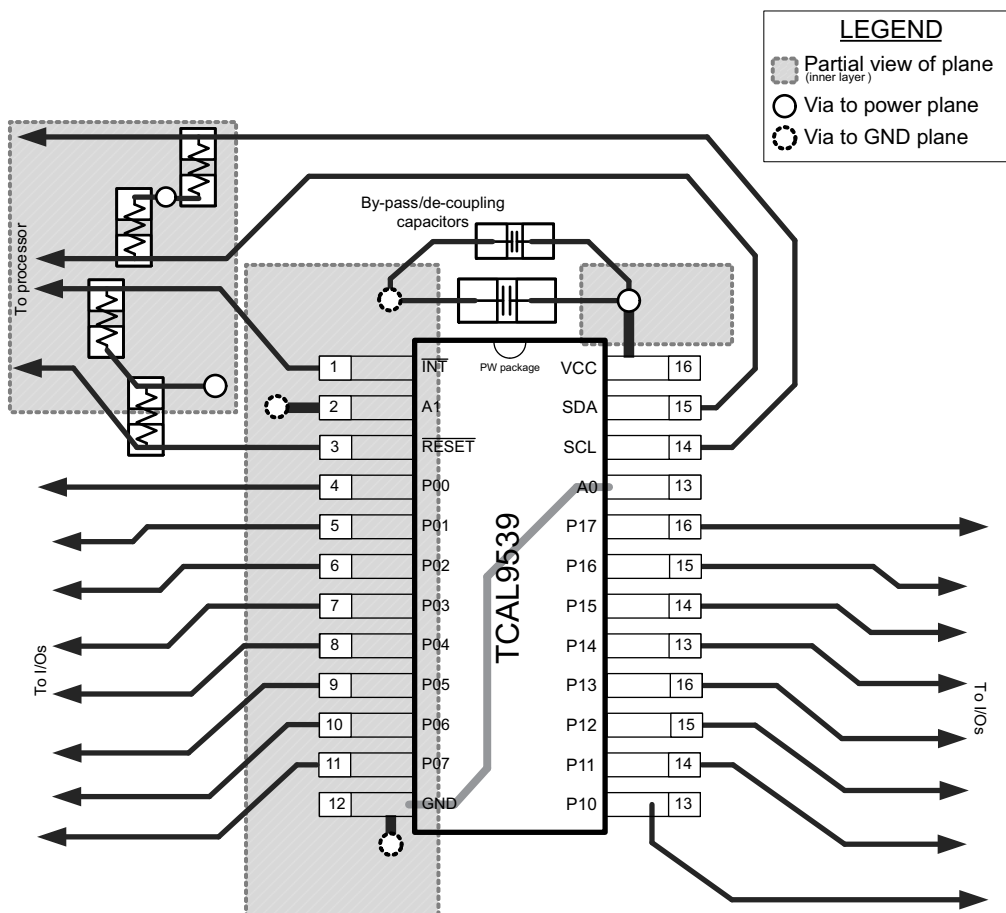 LEGEND
Partial view of plane
(inner layer )
Via to power plane
Via to GND plane
By-pass/de-coupling
capacitors
To processor
PW package
TCAL9539
1 INT
2 A1
3 RESET
4 P00
5 P01
6 P02
7 P03
8 P04
9 P05
10 P06
11 P07
12 GND
VCC 16
SDA 15
SCL 14
A0 13
P17 16
P16 15
P15 14
P14 13
P13 16
P12 15
P11 14
P10 13
To I/Os
To I/Os